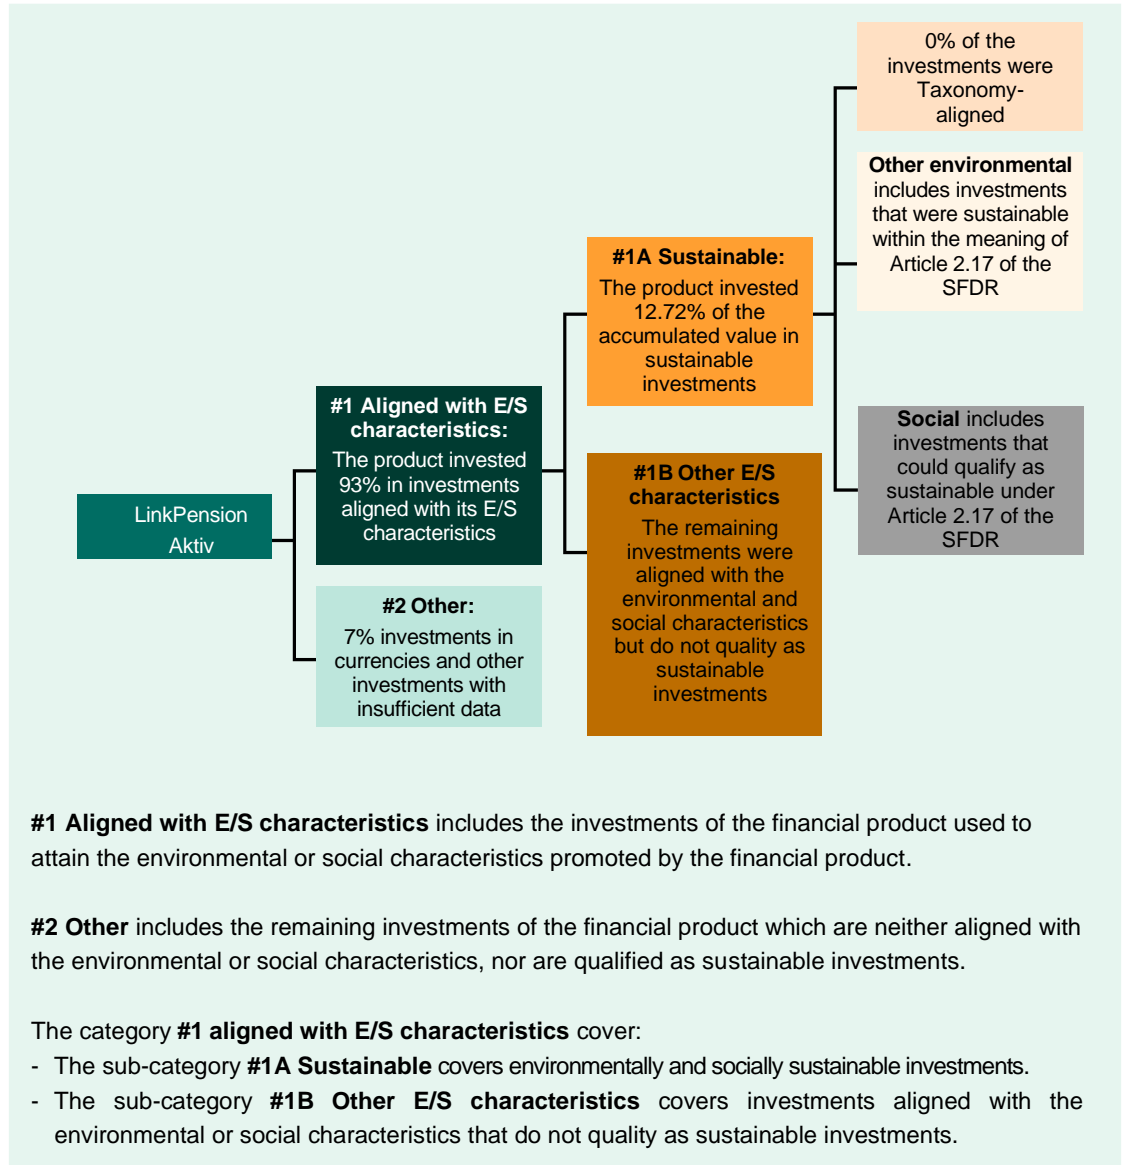 0% of the
investments were
Taxonomy-
aligned
Other environmental
includes investments
that were sustainable
within the meaning of
Article 2.17 of the
SFDR
#1A Sustainable:
The product invested
12.72% of the
accumulated value in
sustainable
investments
#1 Aligned with E/S
characteristics:
The product invested
93% in investments
aligned with its E/S
characteristics
Social includes
investments that
could qualify as
sustainable under
Article 2.17 of the
SFDR
#1B Other E/S
characteristics
The remaining
investments were
aligned with the
environmental and
social characteristics
but do not quality as
sustainable
investments
LinkPension
Aktiv
#2 Other:
7% investments in
currencies and other
investments with
insufficient data
#1 Aligned with E/S characteristics includes the investments of the financial product used to
attain the environmental or social characteristics promoted by the financial product.
#2 Other includes the remaining investments of the financial product which are neither aligned with
the environmental or social characteristics, nor are qualified as sustainable investments.
The category #1 aligned with E/S characteristics cover:
- The sub-category #1A Sustainable covers environmentally and socially sustainable investments.
- The sub-category #1B Other E/S characteristics covers investments aligned with the
environmental or social characteristics that do not quality as sustainable investments.